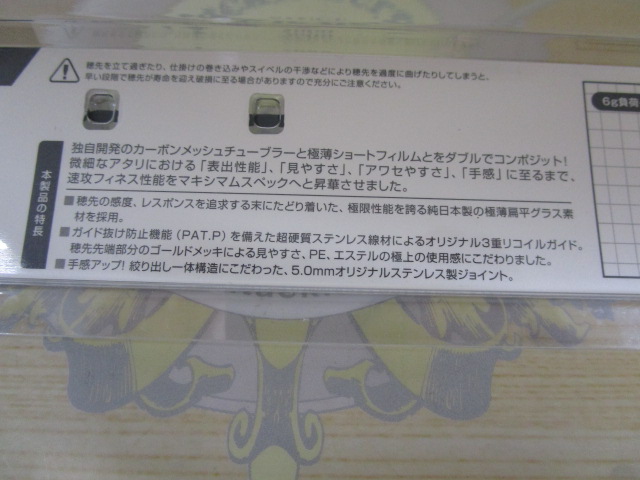 穂先を立て過ぎたり、仕掛けの巻き込みやスイベルの干渉などにより穂先を過度に曲げたりしてしまうと、
早い段階で穂先が寿命を迎え破損に至る場合がありますので充分にご注意ください。
6g負荷
本製品の特長
独自開発のカーボンメッシュチューブラーと極薄ショートフィルムとをダブルでコンポジット!
微細なアタリにおける「表出性能」、「見やすさ」、「アワセやすさ」、「手感」に至るまで、
速攻フィネス性能をマキシマムスペックへと昇華させました。
■穂先の感度、レスポンスを追求する末にたどり着いた、極限性能を誇る純日本製の極薄扁平グラス素
材を採用。
■ガイド抜け防止機能(PAT.P)を備えた超硬質ステンレス線材によるオリジナル3重リコイルガイド。
穂先先端部分のゴールドメッキによる見やすさ、PE、エステルの極上の使用感にこだわりました。
■手感アップ!絞り出し一体構造にこだわった、5.0mmオリジナルステンレス製ジョイント。